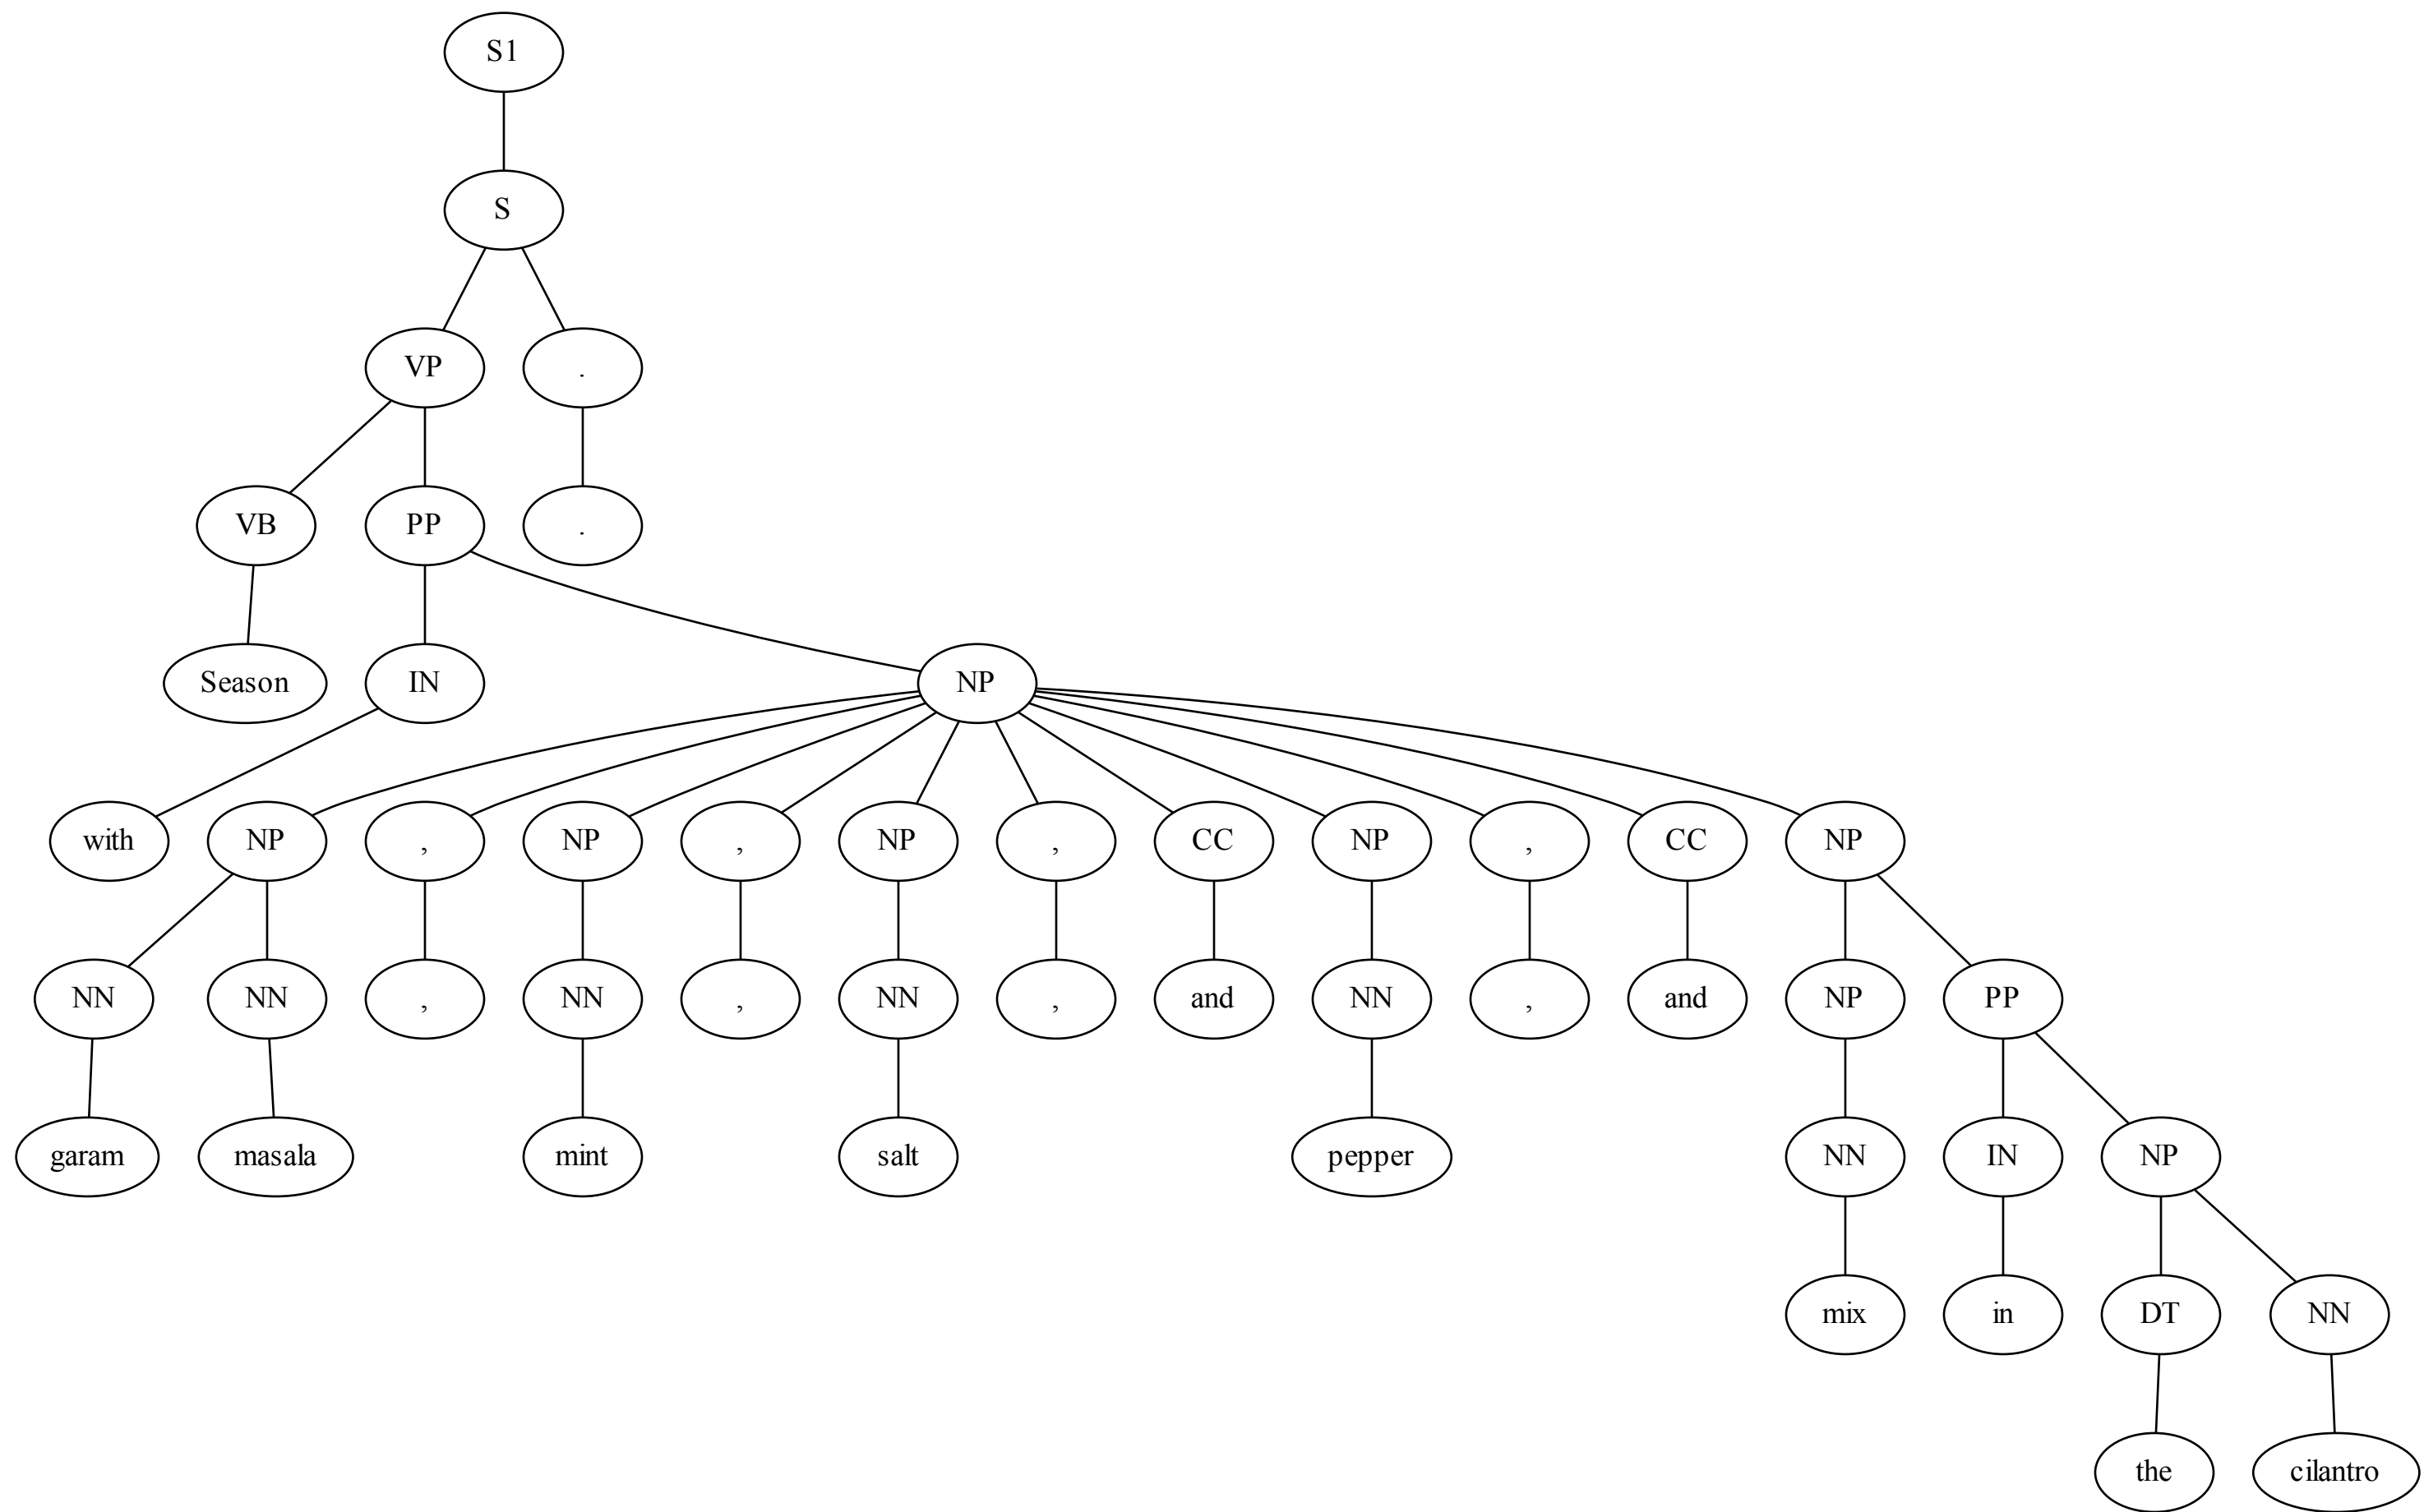 S1
S
VP .
VB PP .
Season IN NP
with NP , NP , NP , CC NP , CC NP
NN NN , NN , NN , and NN , and NP PP
garam masala mint salt pepper NN IN NP
mix in DT NN
the cilantro